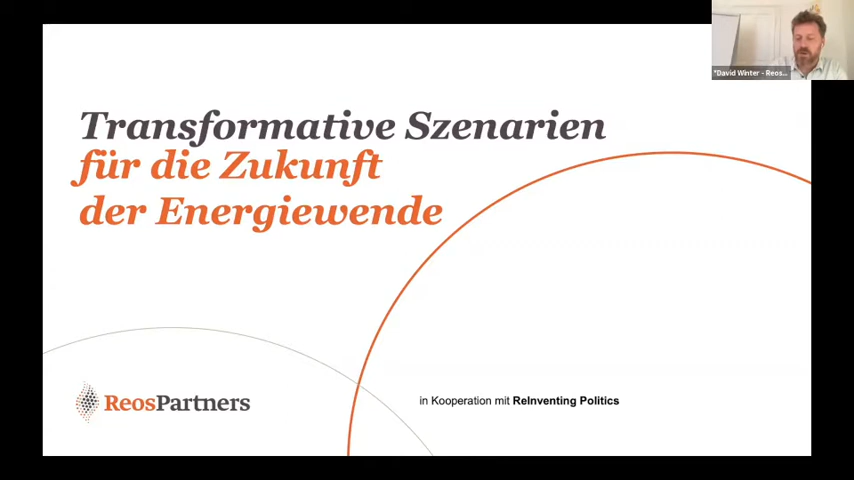 *David Winter - Reos...
Transformative Szenarien
für die Zukunft
der Energiewende
ReosPartners
in Kooperation mit ReInventing Politics